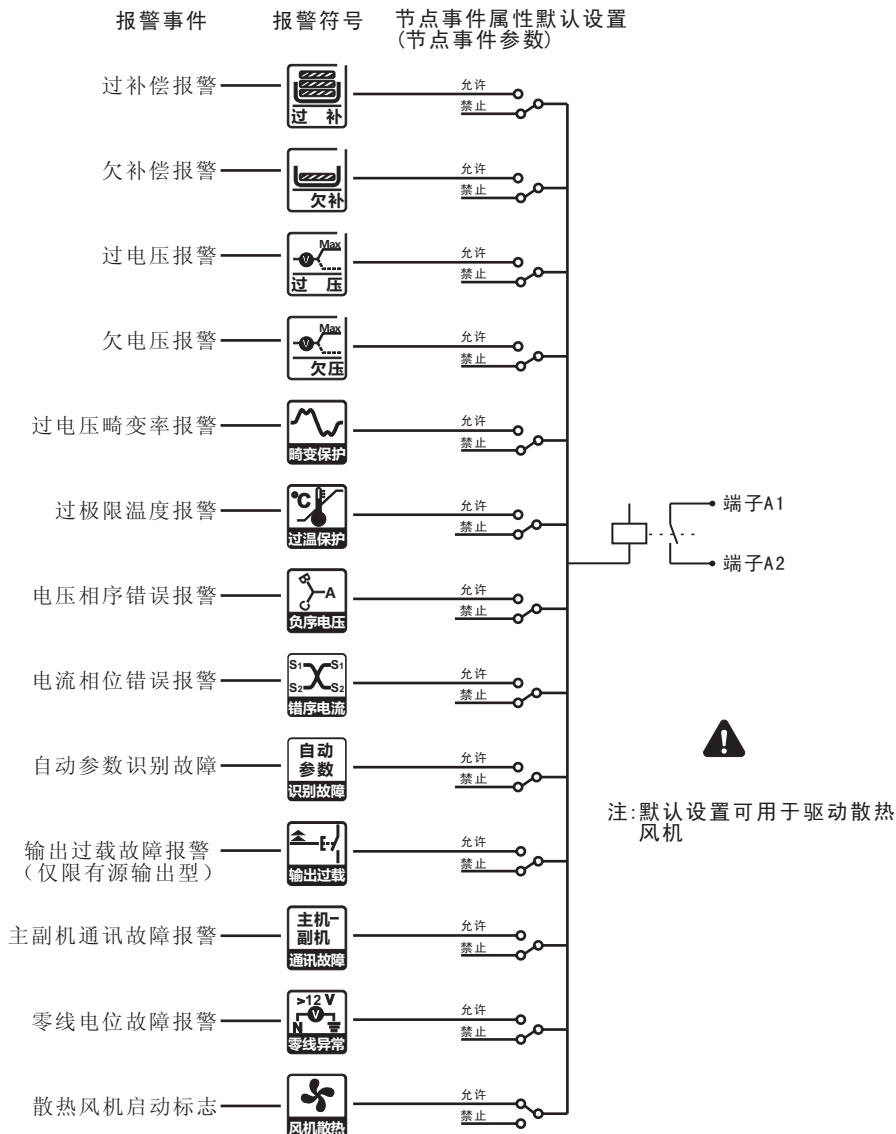 报警事件 报警符号 节点事件属性默认设置
(节点事件参数)
过补偿报警
过 补
允许
禁止
欠补偿报警
欠补
允许
禁止
过电压报警
Max
V
过 压
允许
禁止
欠电压报警
Max
V
欠压
允许
禁止
过电压畸变率报警
畸变保护
允许
禁止
过极限温度报警
°C
过温保护
允许
禁止
端子A1
端子A2
电压相序错误报警
B
A
C
负序电压
允许
禁止
电流相位错误报警
S1 S1
S2 S2
错序电流
允许
禁止
自动参数识别故障
自动
参数
识别故障
允许
禁止
注:默认设置可用于驱动散热
风机
输出过载故障报警
(仅限有源输出型)
输出过载
允许
禁止
主副机通讯故障报警
主机-
副机
通讯故障
允许
禁止
零线电位故障报警
>12 V
V
N
零线异常
允许
禁止
散热风机启动标志
风机散热
允许
禁止